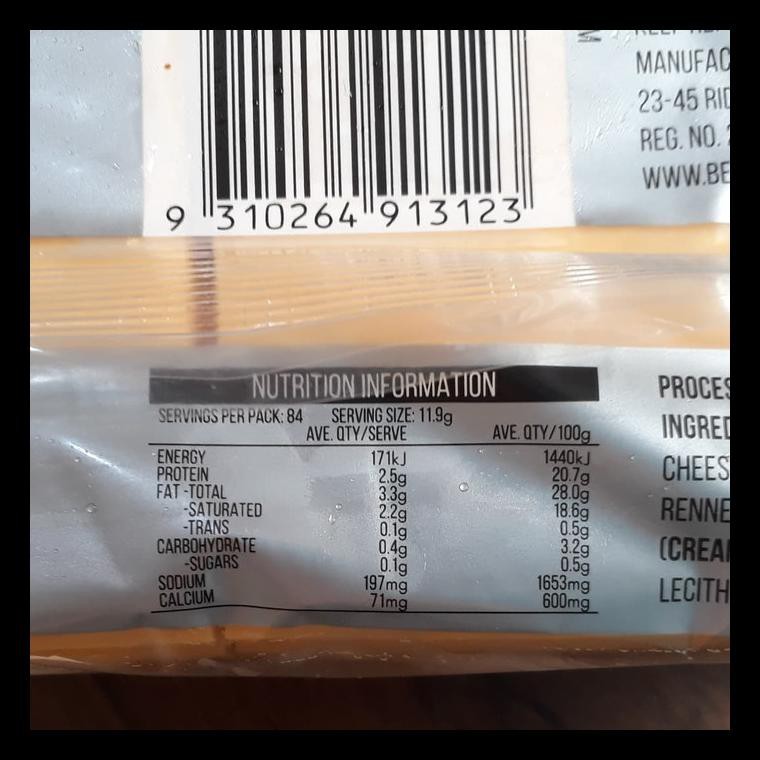 MANUFAC
23-45 RID
REG. NO.
WWW.BE
9 310264 913123
NUTRITION INFORMATION
SERVINGS PER PACK: 84 SERVING SIZE: 11.9g
AVE. QTY/SERVE AVE. QTY/100g
ENERGY 171kJ 1440kJ
PROTEIN 2.5g 20.7g
FAT -TOTAL 3.3g 28.0g
-SATURATED 2.2g 18.6g
-TRANS 0.1g 0.5g
CARBOHYDRATE 0.4g 3.2g
-SUGARS 0.1g 0.5g
SODIUM 197mg 1653mg
CALCIUM 71mg 600mg
PROCES
INGRED
CHEES
RENNE
(CREA
LECITH